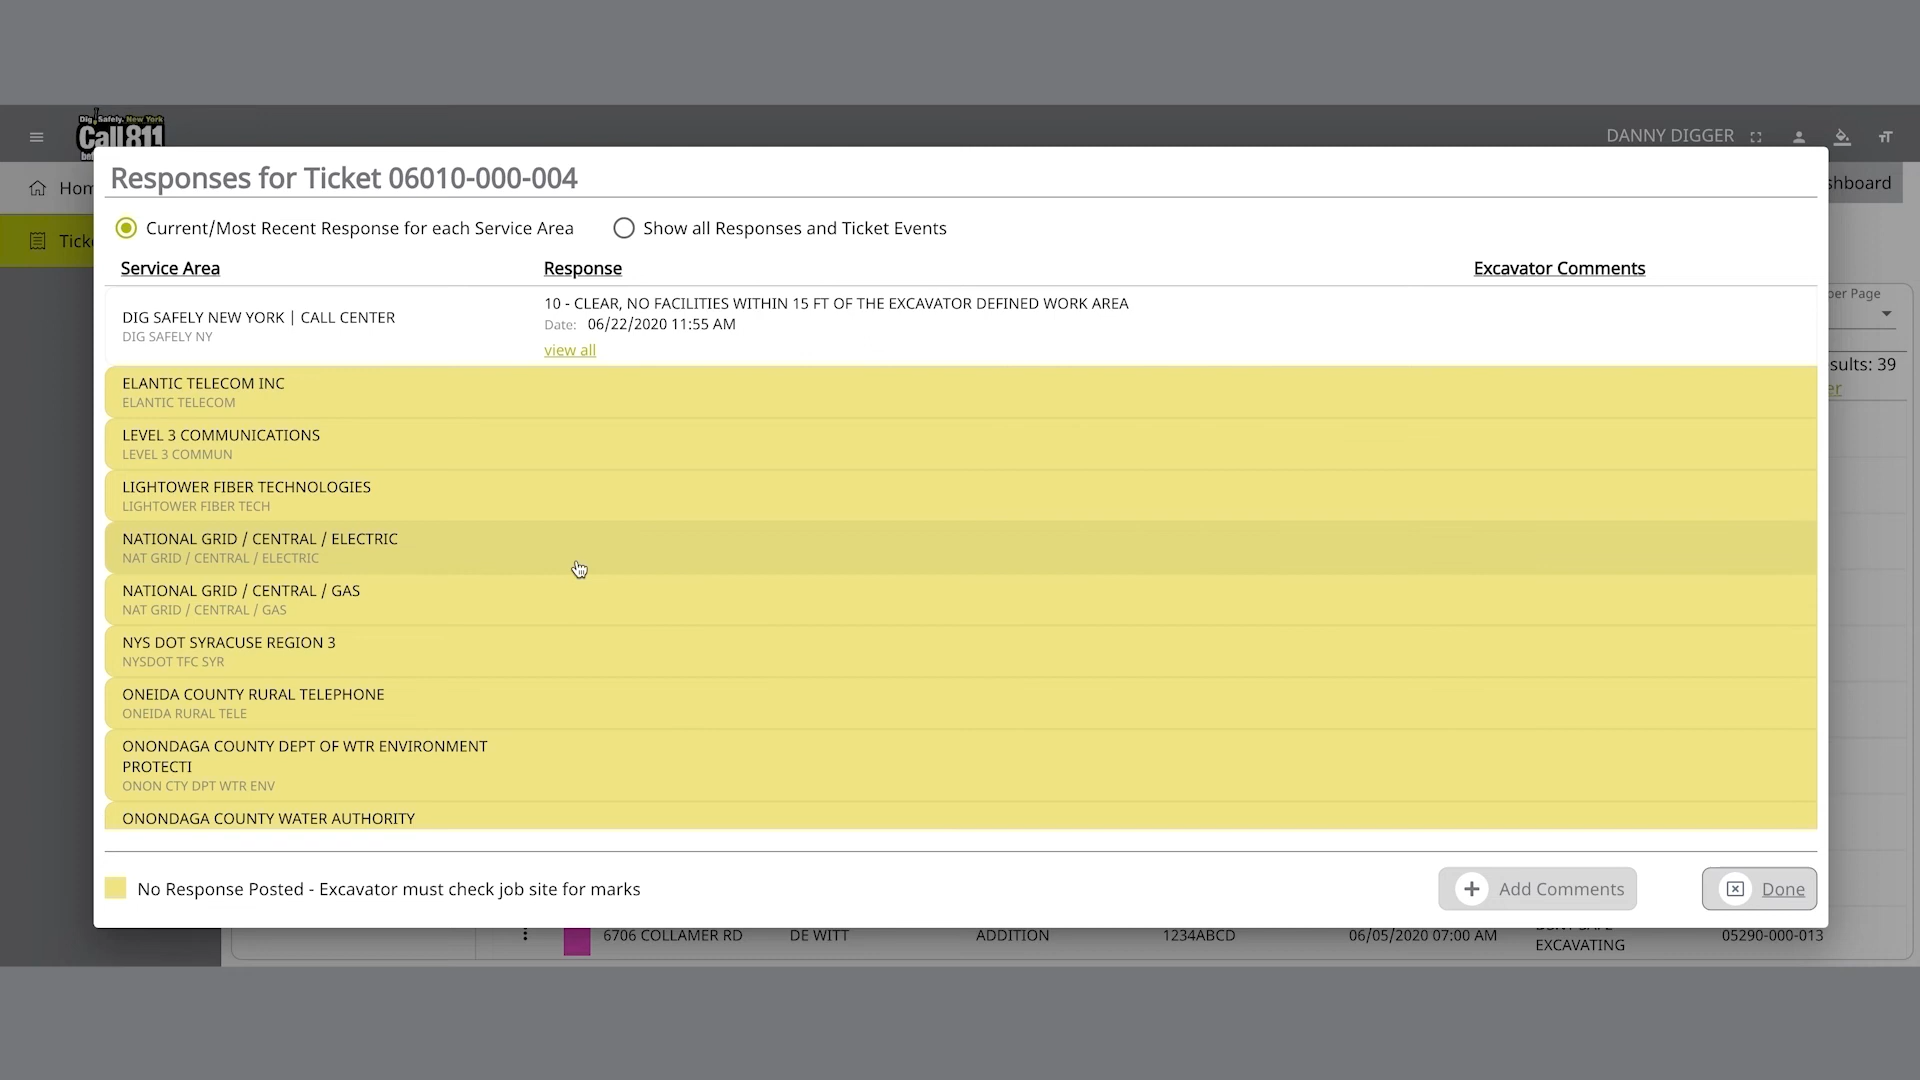 Dig Safely. New York
Call 811
DANNY DIGGER
Responses for Ticket 06010-000-004
Current/Most Recent Response for each Service Area
Show all Responses and Ticket Events
Service Area
Response
Excavator Comments
DIG SAFELY NEW YORK | CALL CENTER
DIG SAFELY NY
10 - CLEAR, NO FACILITIES WITHIN 15 FT OF THE EXCAVATOR DEFINED WORK AREA
Date: 06/22/2020 11:55 AM
view all
ELANTIC TELECOM INC
ELANTIC TELECOM
LEVEL 3 COMMUNICATIONS
LEVEL 3 COMMUN
LIGHTOWER FIBER TECHNOLOGIES
LIGHTOWER FIBER TECH
NATIONAL GRID / CENTRAL / ELECTRIC
NAT GRID / CENTRAL / ELECTRIC
NATIONAL GRID / CENTRAL / GAS
NAT GRID / CENTRAL / GAS
NYS DOT SYRACUSE REGION 3
NYSDOT TFC SYR
ONEIDA COUNTY RURAL TELEPHONE
ONEIDA RURAL TELE
ONONDAGA COUNTY DEPT OF WTR ENVIRONMENT
PROTECTI
ONON CTY DPT WTR ENV
ONONDAGA COUNTY WATER AUTHORITY
No Response Posted - Excavator must check job site for marks
Add Comments
Done
er Page
sults: 39
6706 COLLAMER RD
DE WITT
ADDITION
1234ABCD
06/05/2020 07:00 AM
EXCAVATING
05290-000-013